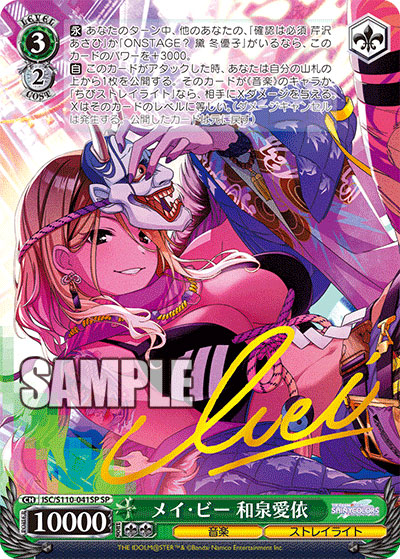 LEVEL
3
2
COST
永 あなたのターン中、他のあなたの、「確認は必須 芹沢
あさひ」か「ONSTAGE? 黛 冬優子」がいるなら、この
カードのパワーを+3000。
自 このカードがアタックした時、あなたは自分の山札の
上から1枚を公開する。そのカードが《音楽》のキャラか
「ちびストレイライト」なら、相手にXダメージを与える。
Xはそのカードのレベルに等しい。(ダメージキャンセル
は発生する。公開したカードは元に戻す)
SAMPLE
CH JSC/S110-041SP SP
10000
メイ・ビー 和泉愛依
SHINYCOLORS
音楽
ストレイライト
THE IDOLM@STER™ & ©Bandai Namco Entertainment Inc.